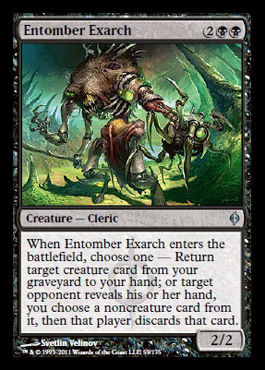 Entomber Exarch 2
Creature — Cleric
When Entomber Exarch enters the
battlefield, choose one — Return
target creature card from your
graveyard to your hand; or target
opponent reveals his or her hand,
you choose a noncreature card from
it, then that player discards that card.
Svetlin Velinov
™ & © 1993-2011 Wizards of the Coast LLC 59/175
2/2